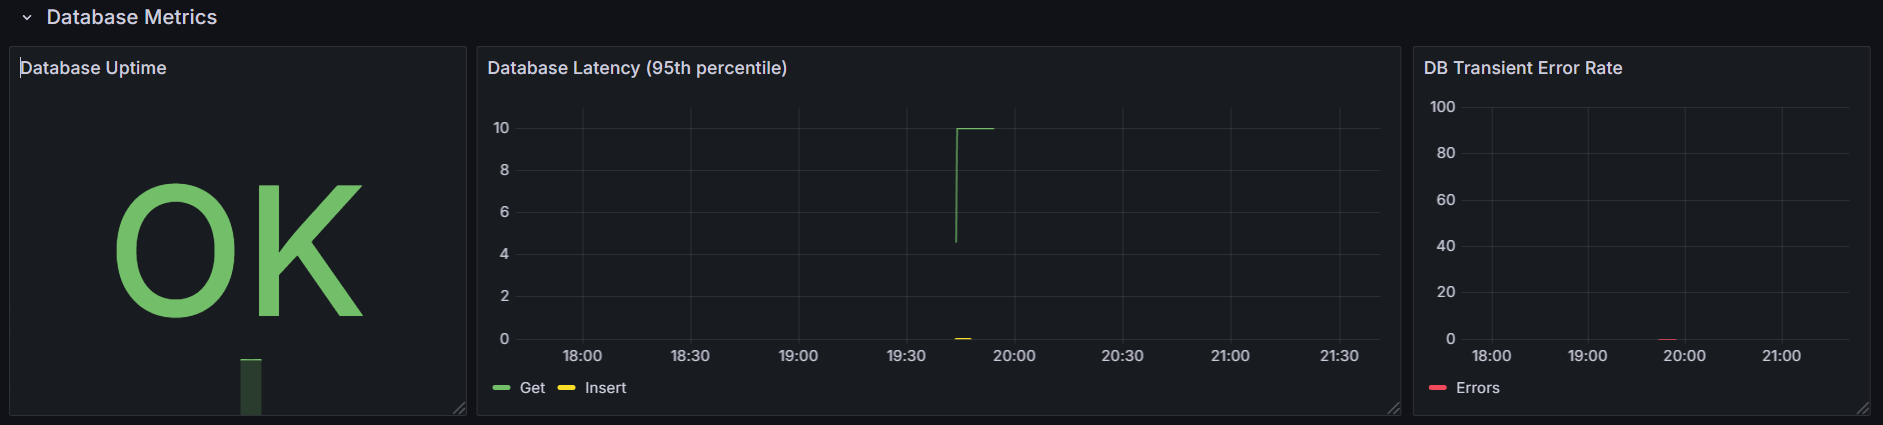 Database Metrics
Database Uptime
OK
Database Latency (95th percentile)
10
8
6
4
2
0
18:00 18:30 19:00 19:30 20:00 20:30 21:00 21:30
Get Insert
DB Transient Error Rate
100
80
60
40
20
0
18:00 19:00 20:00 21:00
Errors